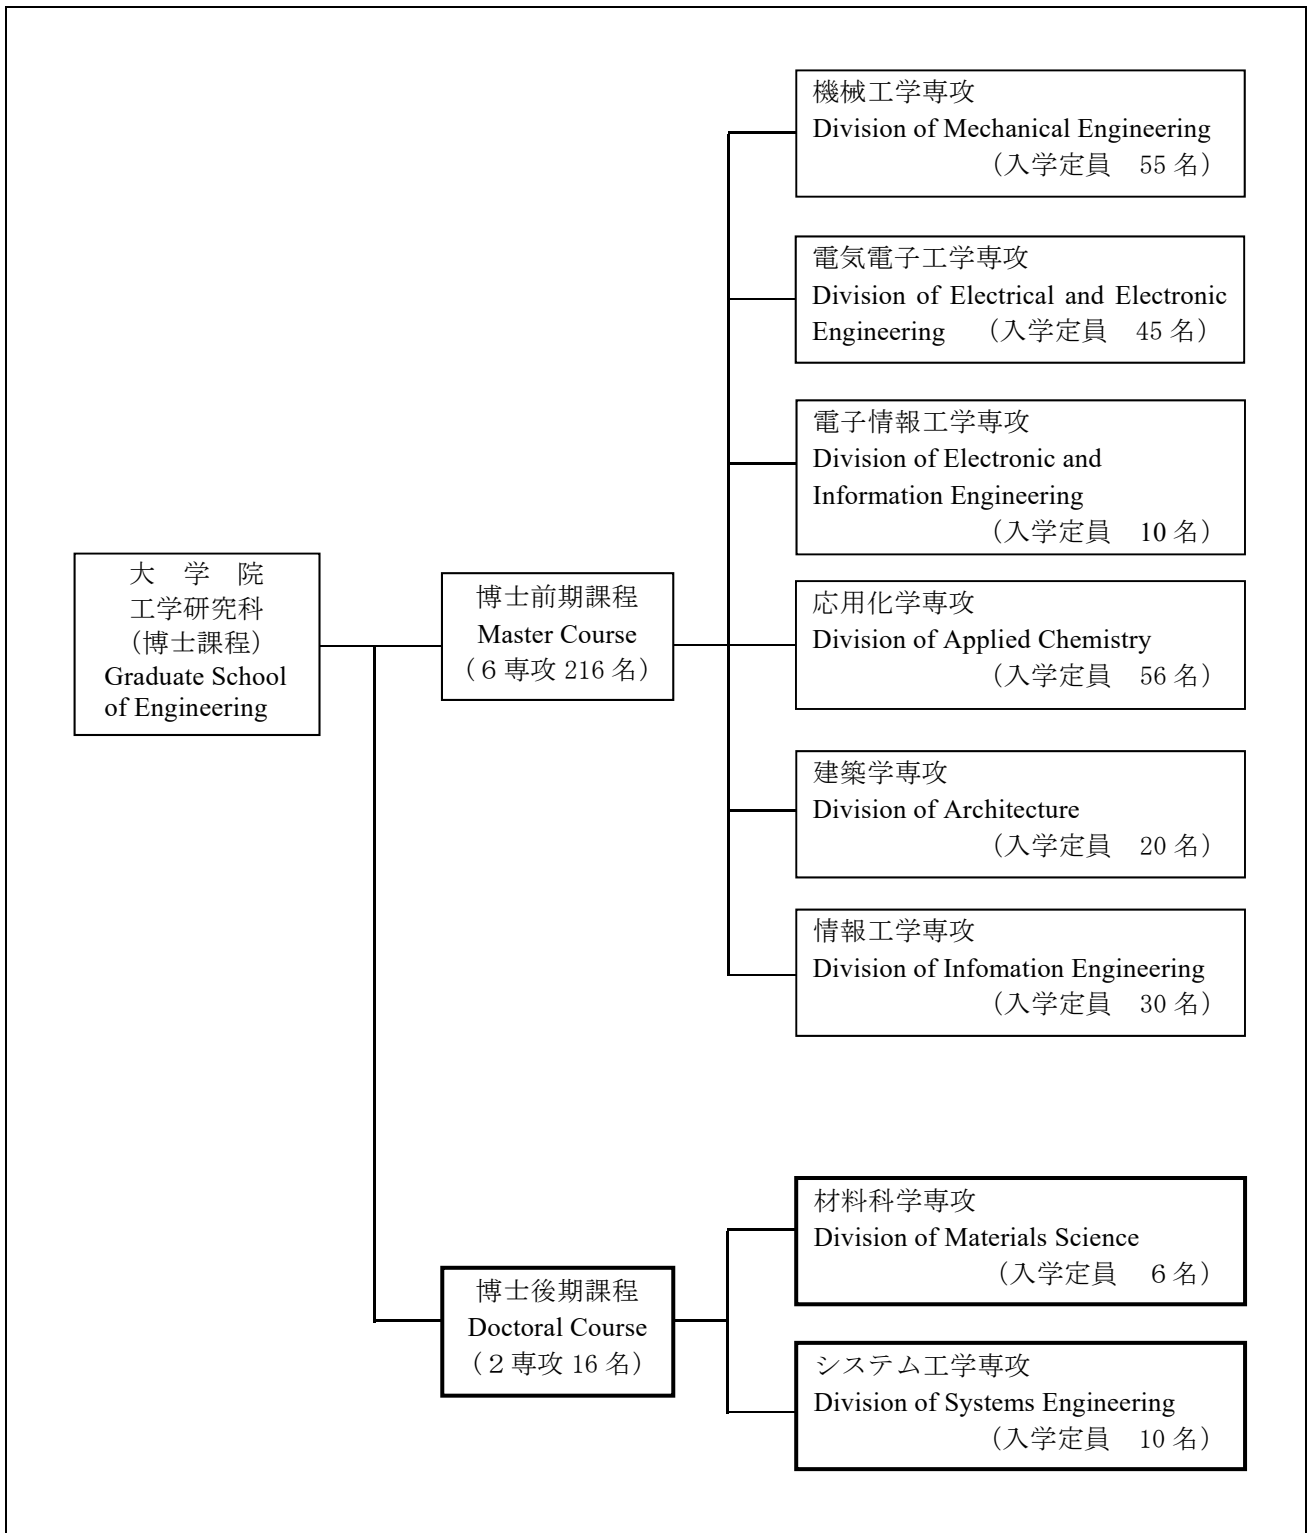 大　学　院
工学研究科
（博士課程）
Graduate School
of Engineering
博士前期課程
Master Course
（６専攻 216 名）
機械工学専攻
Division of Mechanical Engineering
（入学定員　55 名）
電気電子工学専攻
Division of Electrical and Electronic
Engineering　（入学定員　45 名）
電子情報工学専攻
Division of Electronic and
Information Engineering
（入学定員　10 名）
応用化学専攻
Division of Applied Chemistry
（入学定員　56 名）
建築学専攻
Division of Architecture
（入学定員　20 名）
情報工学専攻
Division of Infomation Engineering
（入学定員　30 名）
博士後期課程
Doctoral Course
（２専攻 16 名）
材料科学専攻
Division of Materials Science
（入学定員　６名）
システム工学専攻
Division of Systems Engineering
（入学定員　10 名）